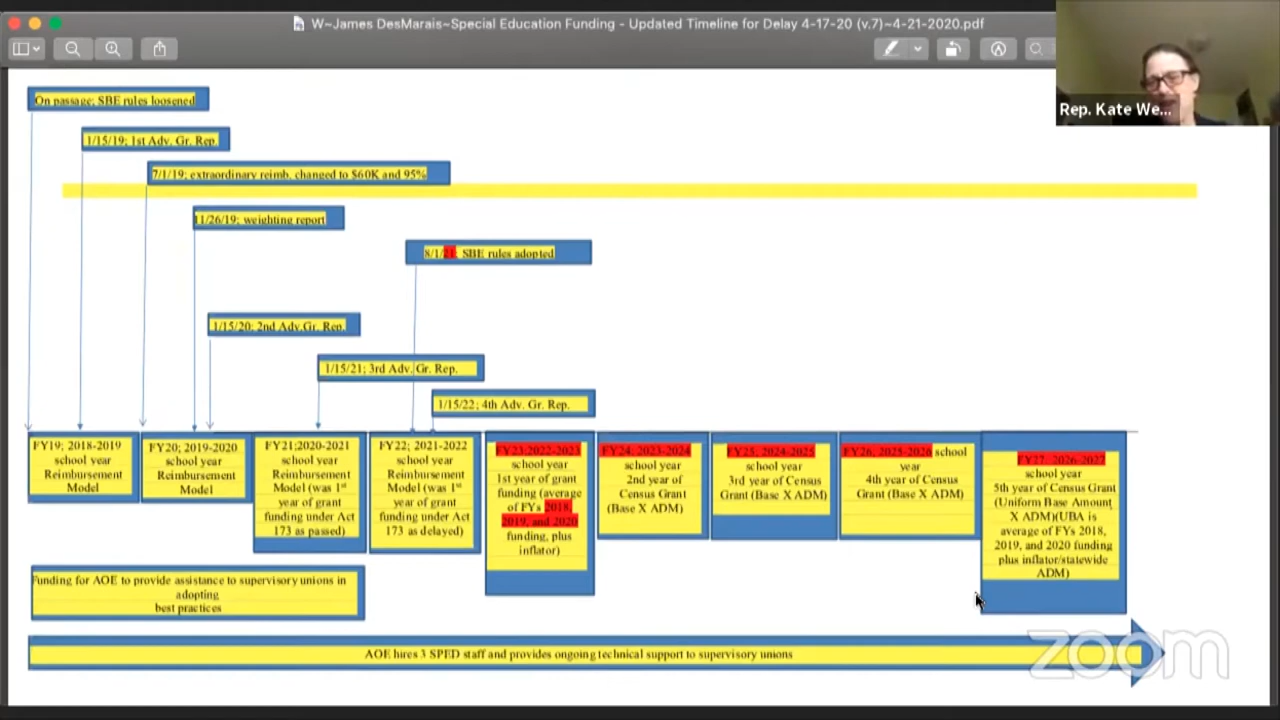 W~James DesMarais~Special Education Funding - Updated Timeline for Delay 4-17-20 (v.7)~4-21-2020.pdf
Rep. Kate We...
On passage; SBE rules loosened
1/15/19; 1st Adv. Gr. Rep.
7/1/19; extraordinary reimb. changed to $60K and 95%
11/26/19; weighting report
8/1/21; SBE rules adopted
1/15/20; 2nd Adv.Gr. Rep.
1/15/21; 3rd Adv. Gr. Rep.
1/15/22; 4th Adv. Gr. Rep.
FY19; 2018-2019
school year
Reimbursement
Model
FY20; 2019-2020
school year
Reimbursement
Model
FY21;2020-2021
school year
Reimbursement
Model (was 1st
year of grant
funding under Act
173 as passed)
FY22; 2021-2022
school year
Reimbursement
Model (was 1st
year of grant
funding under Act
173 as delayed)
FY23;2022-2023
school year
1st year of grant
funding (average
of FYs 2018,
2019, and 2020
funding, plus
inflator)
FY24; 2023-2024
school year
2nd year of
Census Grant
(Base X ADM)
FY25; 2024-2025
school year
3rd year of Census
Grant (Base X ADM)
FY26, 2025-2026 school
year
4th year of Census
Grant (Base X ADM)
FY27, 2026-2027
school year
5th year of Census Grant
(Uniform Base Amount
X ADM)(UBA is
average of FYs 2018,
2019, and 2020 funding
plus inflator/statewide
ADM)
Funding for AOE to provide assistance to supervisory unions in
adopting
best practices
AOE hires 3 SPED staff and provides ongoing technical support to supervisory unions
zoom